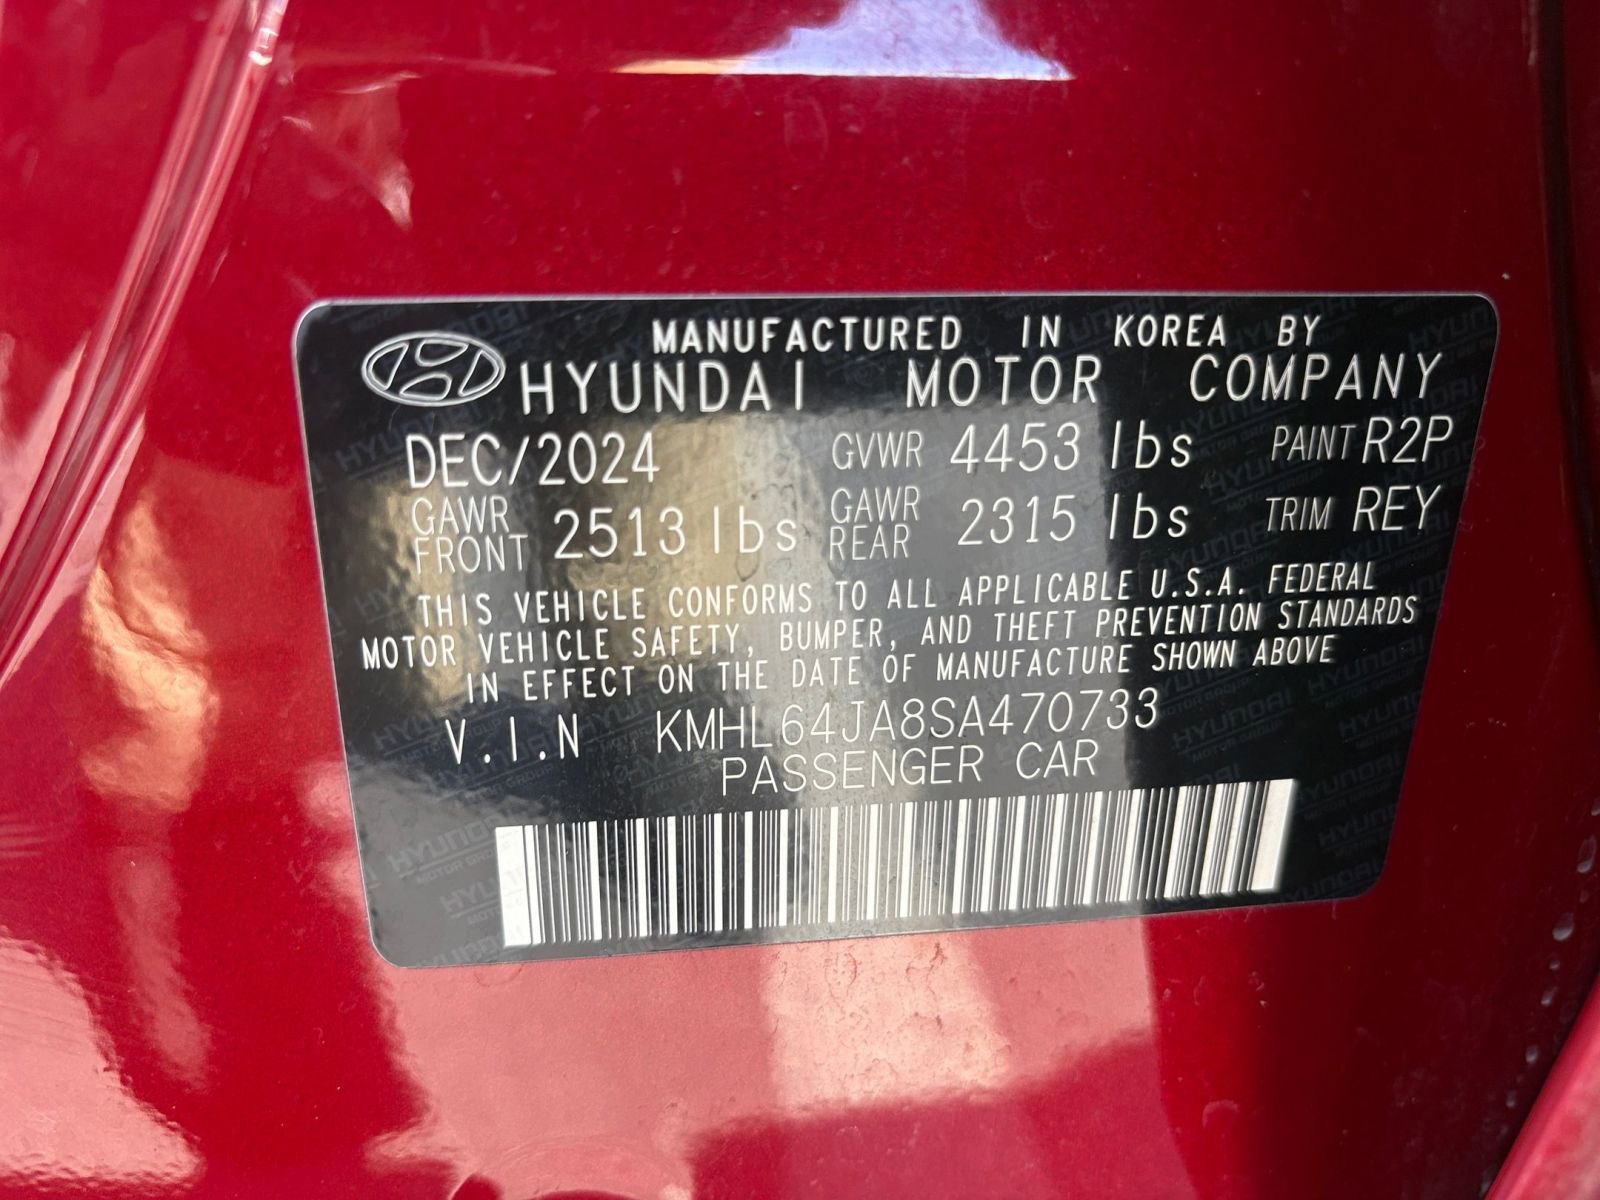 MANUFACTURED IN KOREA BY
HYUNDAI MOTOR COMPANY
DEC/2024 GVWR 4453 lbs PAINT R2P
GAWR FRONT 2513 lbs GAWR REAR 2315 lbs TRIM REY
THIS VEHICLE CONFORMS TO ALL APPLICABLE U.S.A. FEDERAL
MOTOR VEHICLE SAFETY, BUMPER, AND THEFT PREVENTION STANDARDS
IN EFFECT ON THE DATE OF MANUFACTURE SHOWN ABOVE
V.I.N KMHL64JA8SA470733
PASSENGER CAR